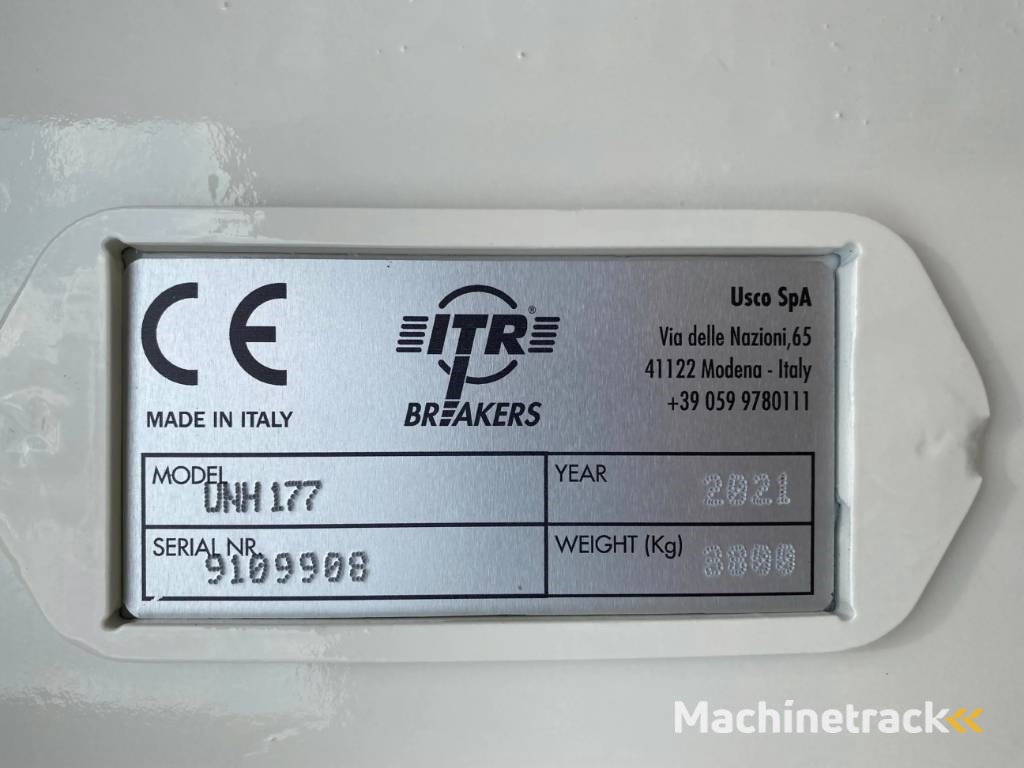 CE
MADE IN ITALY
ITR®
BREAKERS
Usco SpA
Via delle Nazioni,65
41122 Modena - Italy
+39 059 9780111
MODEL
UNH 177
YEAR
2021
SERIAL NR.
9109908
WEIGHT (Kg)
3800
Machinetrack